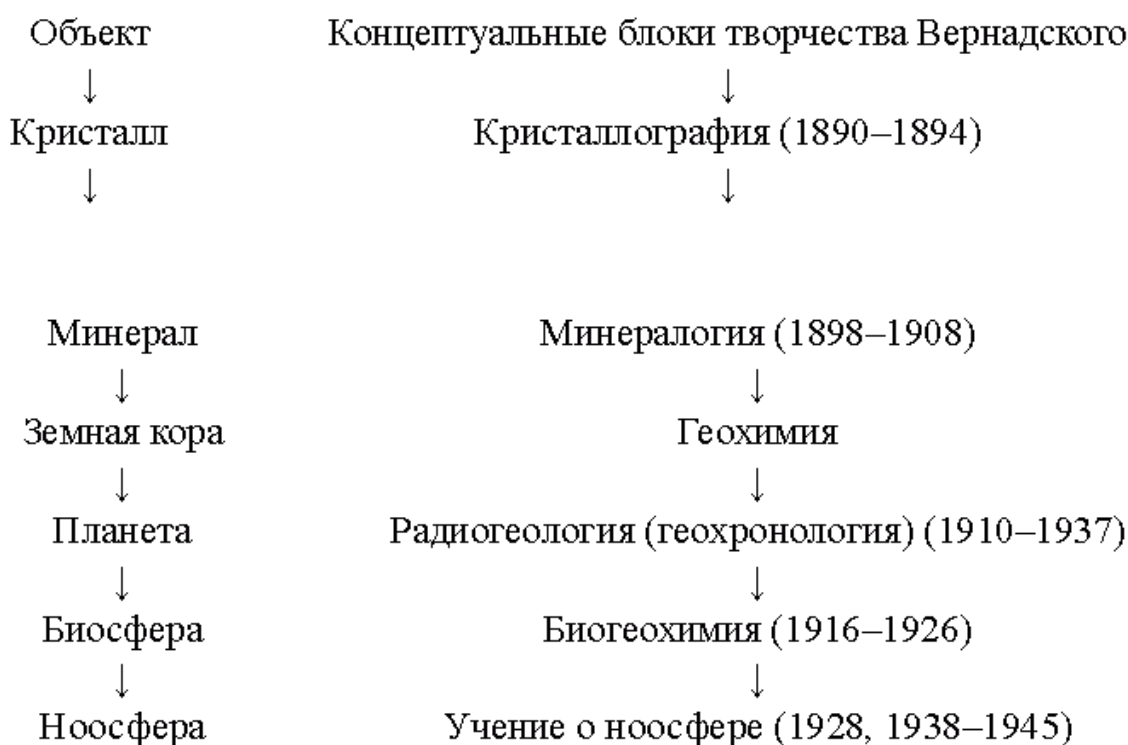 Объект Концептуальные блоки творчества Вернадского
↓ ↓
Кристалл Кристаллография (1890–1894)
↓ ↓
Минерал Минералогия (1898–1908)
↓ ↓
Земная кора Геохимия
↓ ↓
Планета Радиогеология (геохронология) (1910–1937)
↓ ↓
Биосфера Биогеохимия (1916–1926)
↓ ↓
Ноосфера Учение о ноосфере (1928, 1938–1945)